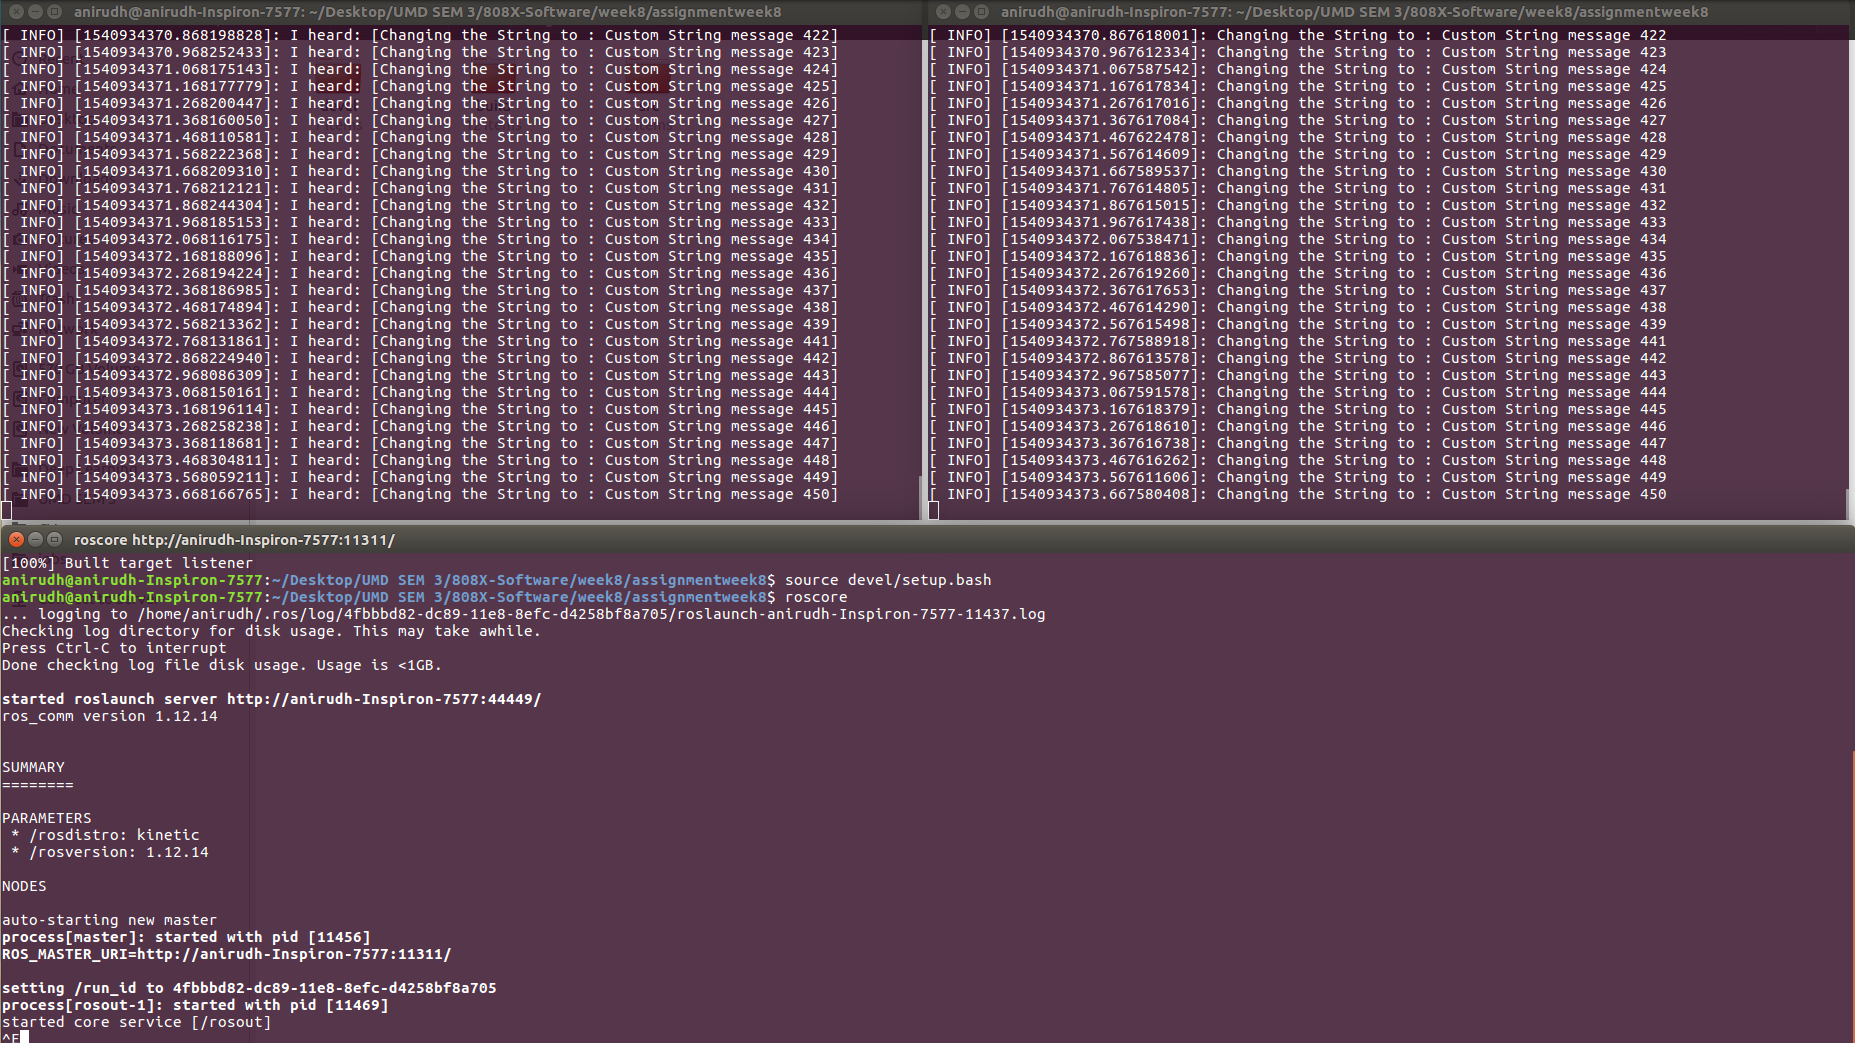 anirudh@anirudh-Inspiron-7577: ~/Desktop/UMD SEM 3/808X-Software/week8/assignmentweek8
[ INFO] [1540934370.868198828]: I heard: [Changing the String to : Custom String message 422]
[ INFO] [1540934370.968252433]: I heard: [Changing the String to : Custom String message 423]
[ INFO] [1540934371.068175143]: I heard: [Changing the String to : Custom String message 424]
[ INFO] [1540934371.168177779]: I heard: [Changing the String to : Custom String message 425]
[ INFO] [1540934371.268200447]: I heard: [Changing the String to : Custom String message 426]
[ INFO] [1540934371.368160050]: I heard: [Changing the String to : Custom String message 427]
[ INFO] [1540934371.468110581]: I heard: [Changing the String to : Custom String message 428]
[ INFO] [1540934371.568222368]: I heard: [Changing the String to : Custom String message 429]
[ INFO] [1540934371.668209310]: I heard: [Changing the String to : Custom String message 430]
[ INFO] [1540934371.768212121]: I heard: [Changing the String to : Custom String message 431]
[ INFO] [1540934371.868244304]: I heard: [Changing the String to : Custom String message 432]
[ INFO] [1540934371.968185153]: I heard: [Changing the String to : Custom String message 433]
[ INFO] [1540934372.068116175]: I heard: [Changing the String to : Custom String message 434]
[ INFO] [1540934372.168188096]: I heard: [Changing the String to : Custom String message 435]
[ INFO] [1540934372.268194224]: I heard: [Changing the String to : Custom String message 436]
[ INFO] [1540934372.368186985]: I heard: [Changing the String to : Custom String message 437]
[ INFO] [1540934372.468174894]: I heard: [Changing the String to : Custom String message 438]
[ INFO] [1540934372.568213362]: I heard: [Changing the String to : Custom String message 439]
[ INFO] [1540934372.768131861]: I heard: [Changing the String to : Custom String message 441]
[ INFO] [1540934372.868224940]: I heard: [Changing the String to : Custom String message 442]
[ INFO] [1540934372.968086309]: I heard: [Changing the String to : Custom String message 443]
[ INFO] [1540934373.068150161]: I heard: [Changing the String to : Custom String message 444]
[ INFO] [1540934373.168196114]: I heard: [Changing the String to : Custom String message 445]
[ INFO] [1540934373.268258238]: I heard: [Changing the String to : Custom String message 446]
[ INFO] [1540934373.368118681]: I heard: [Changing the String to : Custom String message 447]
[ INFO] [1540934373.468304811]: I heard: [Changing the String to : Custom String message 448]
[ INFO] [1540934373.568059211]: I heard: [Changing the String to : Custom String message 449]
[ INFO] [1540934373.668166765]: I heard: [Changing the String to : Custom String message 450]
anirudh@anirudh-Inspiron-7577: ~/Desktop/UMD SEM 3/808X-Software/week8/assignmentweek8
[ INFO] [1540934370.867618001]: Changing the String to : Custom String message 422
[ INFO] [1540934370.967612334]: Changing the String to : Custom String message 423
[ INFO] [1540934371.067587542]: Changing the String to : Custom String message 424
[ INFO] [1540934371.167617834]: Changing the String to : Custom String message 425
[ INFO] [1540934371.267617016]: Changing the String to : Custom String message 426
[ INFO] [1540934371.367617084]: Changing the String to : Custom String message 427
[ INFO] [1540934371.467622478]: Changing the String to : Custom String message 428
[ INFO] [1540934371.567614609]: Changing the String to : Custom String message 429
[ INFO] [1540934371.667589537]: Changing the String to : Custom String message 430
[ INFO] [1540934371.767614805]: Changing the String to : Custom String message 431
[ INFO] [1540934371.867615015]: Changing the String to : Custom String message 432
[ INFO] [1540934371.967617438]: Changing the String to : Custom String message 433
[ INFO] [1540934372.067538471]: Changing the String to : Custom String message 434
[ INFO] [1540934372.167618836]: Changing the String to : Custom String message 435
[ INFO] [1540934372.267619260]: Changing the String to : Custom String message 436
[ INFO] [1540934372.367617653]: Changing the String to : Custom String message 437
[ INFO] [1540934372.467614290]: Changing the String to : Custom String message 438
[ INFO] [1540934372.567615498]: Changing the String to : Custom String message 439
[ INFO] [1540934372.767588918]: Changing the String to : Custom String message 441
[ INFO] [1540934372.867613578]: Changing the String to : Custom String message 442
[ INFO] [1540934372.967585077]: Changing the String to : Custom String message 443
[ INFO] [1540934373.067591578]: Changing the String to : Custom String message 444
[ INFO] [1540934373.167618379]: Changing the String to : Custom String message 445
[ INFO] [1540934373.267618610]: Changing the String to : Custom String message 446
[ INFO] [1540934373.367616738]: Changing the String to : Custom String message 447
[ INFO] [1540934373.467616262]: Changing the String to : Custom String message 448
[ INFO] [1540934373.567611606]: Changing the String to : Custom String message 449
[ INFO] [1540934373.667580408]: Changing the String to : Custom String message 450
roscore http://anirudh-Inspiron-7577:11311/
[100%] Built target listener
anirudh@anirudh-Inspiron-7577:~/Desktop/UMD SEM 3/808X-Software/week8/assignmentweek8$ source devel/setup.bash
anirudh@anirudh-Inspiron-7577:~/Desktop/UMD SEM 3/808X-Software/week8/assignmentweek8$ roscore
... logging to /home/anirudh/.ros/log/4fbbbd82-dc89-11e8-8efc-d4258bf8a705/roslaunch-anirudh-Inspiron-7577-11437.log
Checking log directory for disk usage. This may take awhile.
Press Ctrl-C to interrupt
Done checking log file disk usage. Usage is <1GB.
started roslaunch server http://anirudh-Inspiron-7577:44449/
ros_comm version 1.12.14
SUMMARY
========
PARAMETERS
* /rosdistro: kinetic
* /rosversion: 1.12.14
NODES
auto-starting new master
process[master]: started with pid [11456]
ROS_MASTER_URI=http://anirudh-Inspiron-7577:11311/
setting /run_id to 4fbbbd82-dc89-11e8-8efc-d4258bf8a705
process[rosout-1]: started with pid [11469]
started core service [/rosout]
^F